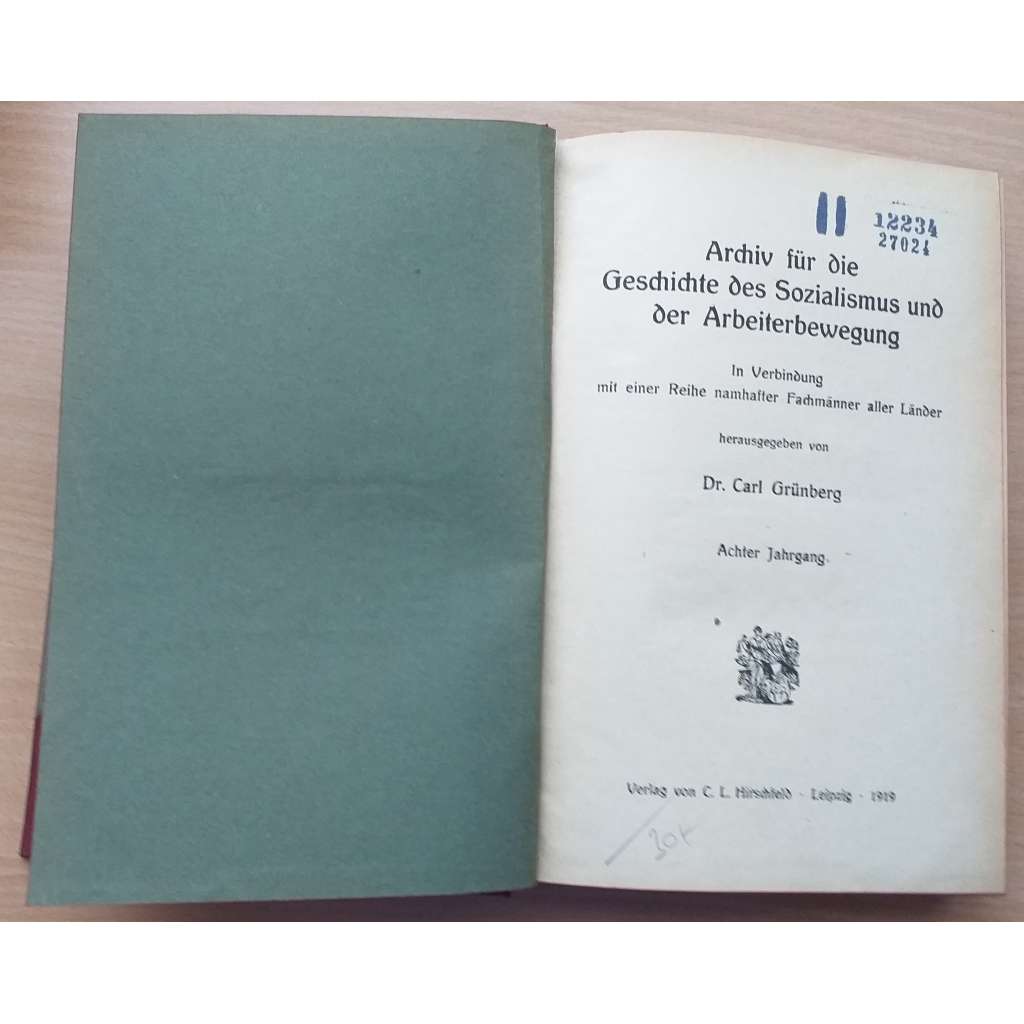 12234
27024
Archiv für die
Geschichte des Sozialismus und
der Arbeiterbewegung
In Verbindung
mit einer Reihe namhafter Fachmänner aller Länder
herausgegeben von
Dr. Carl Grünberg
Achter Jahrgang.
Verlag von C. L. Hirschfeld - Leipzig - 1919